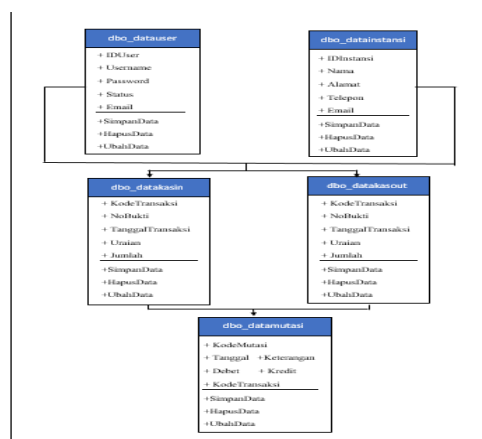 dbo_datauser
+ IDUser
+ Username
+ Password
+ Status
+ Email
+SimpanData
+HapusData
+UbahData
dbo_datainstansi
+ IDInstansi
+ Nama
+ Alamat
+ Telepon
+ Email
+SimpanData
+HapusData
+UbahData
dbo_datakasin
+ KodeTransaksi
+ NoBukti
+ TanggalTransaksi
+ Uraian
+ Jumlah
+SimpanData
+HapusData
+UbahData
dbo_datakasout
+ KodeTransaksi
+ NoBukti
+ TanggalTransaksi
+ Uraian
+ Jumlah
+SimpanData
+HapusData
+UbahData
dbo_datamutasi
+ KodeMutasi
+ Tanggal +Keterangan
+ Debet + Kredit
+ KodeTransaksi
+SimpanData
+HapusData
+UbahData